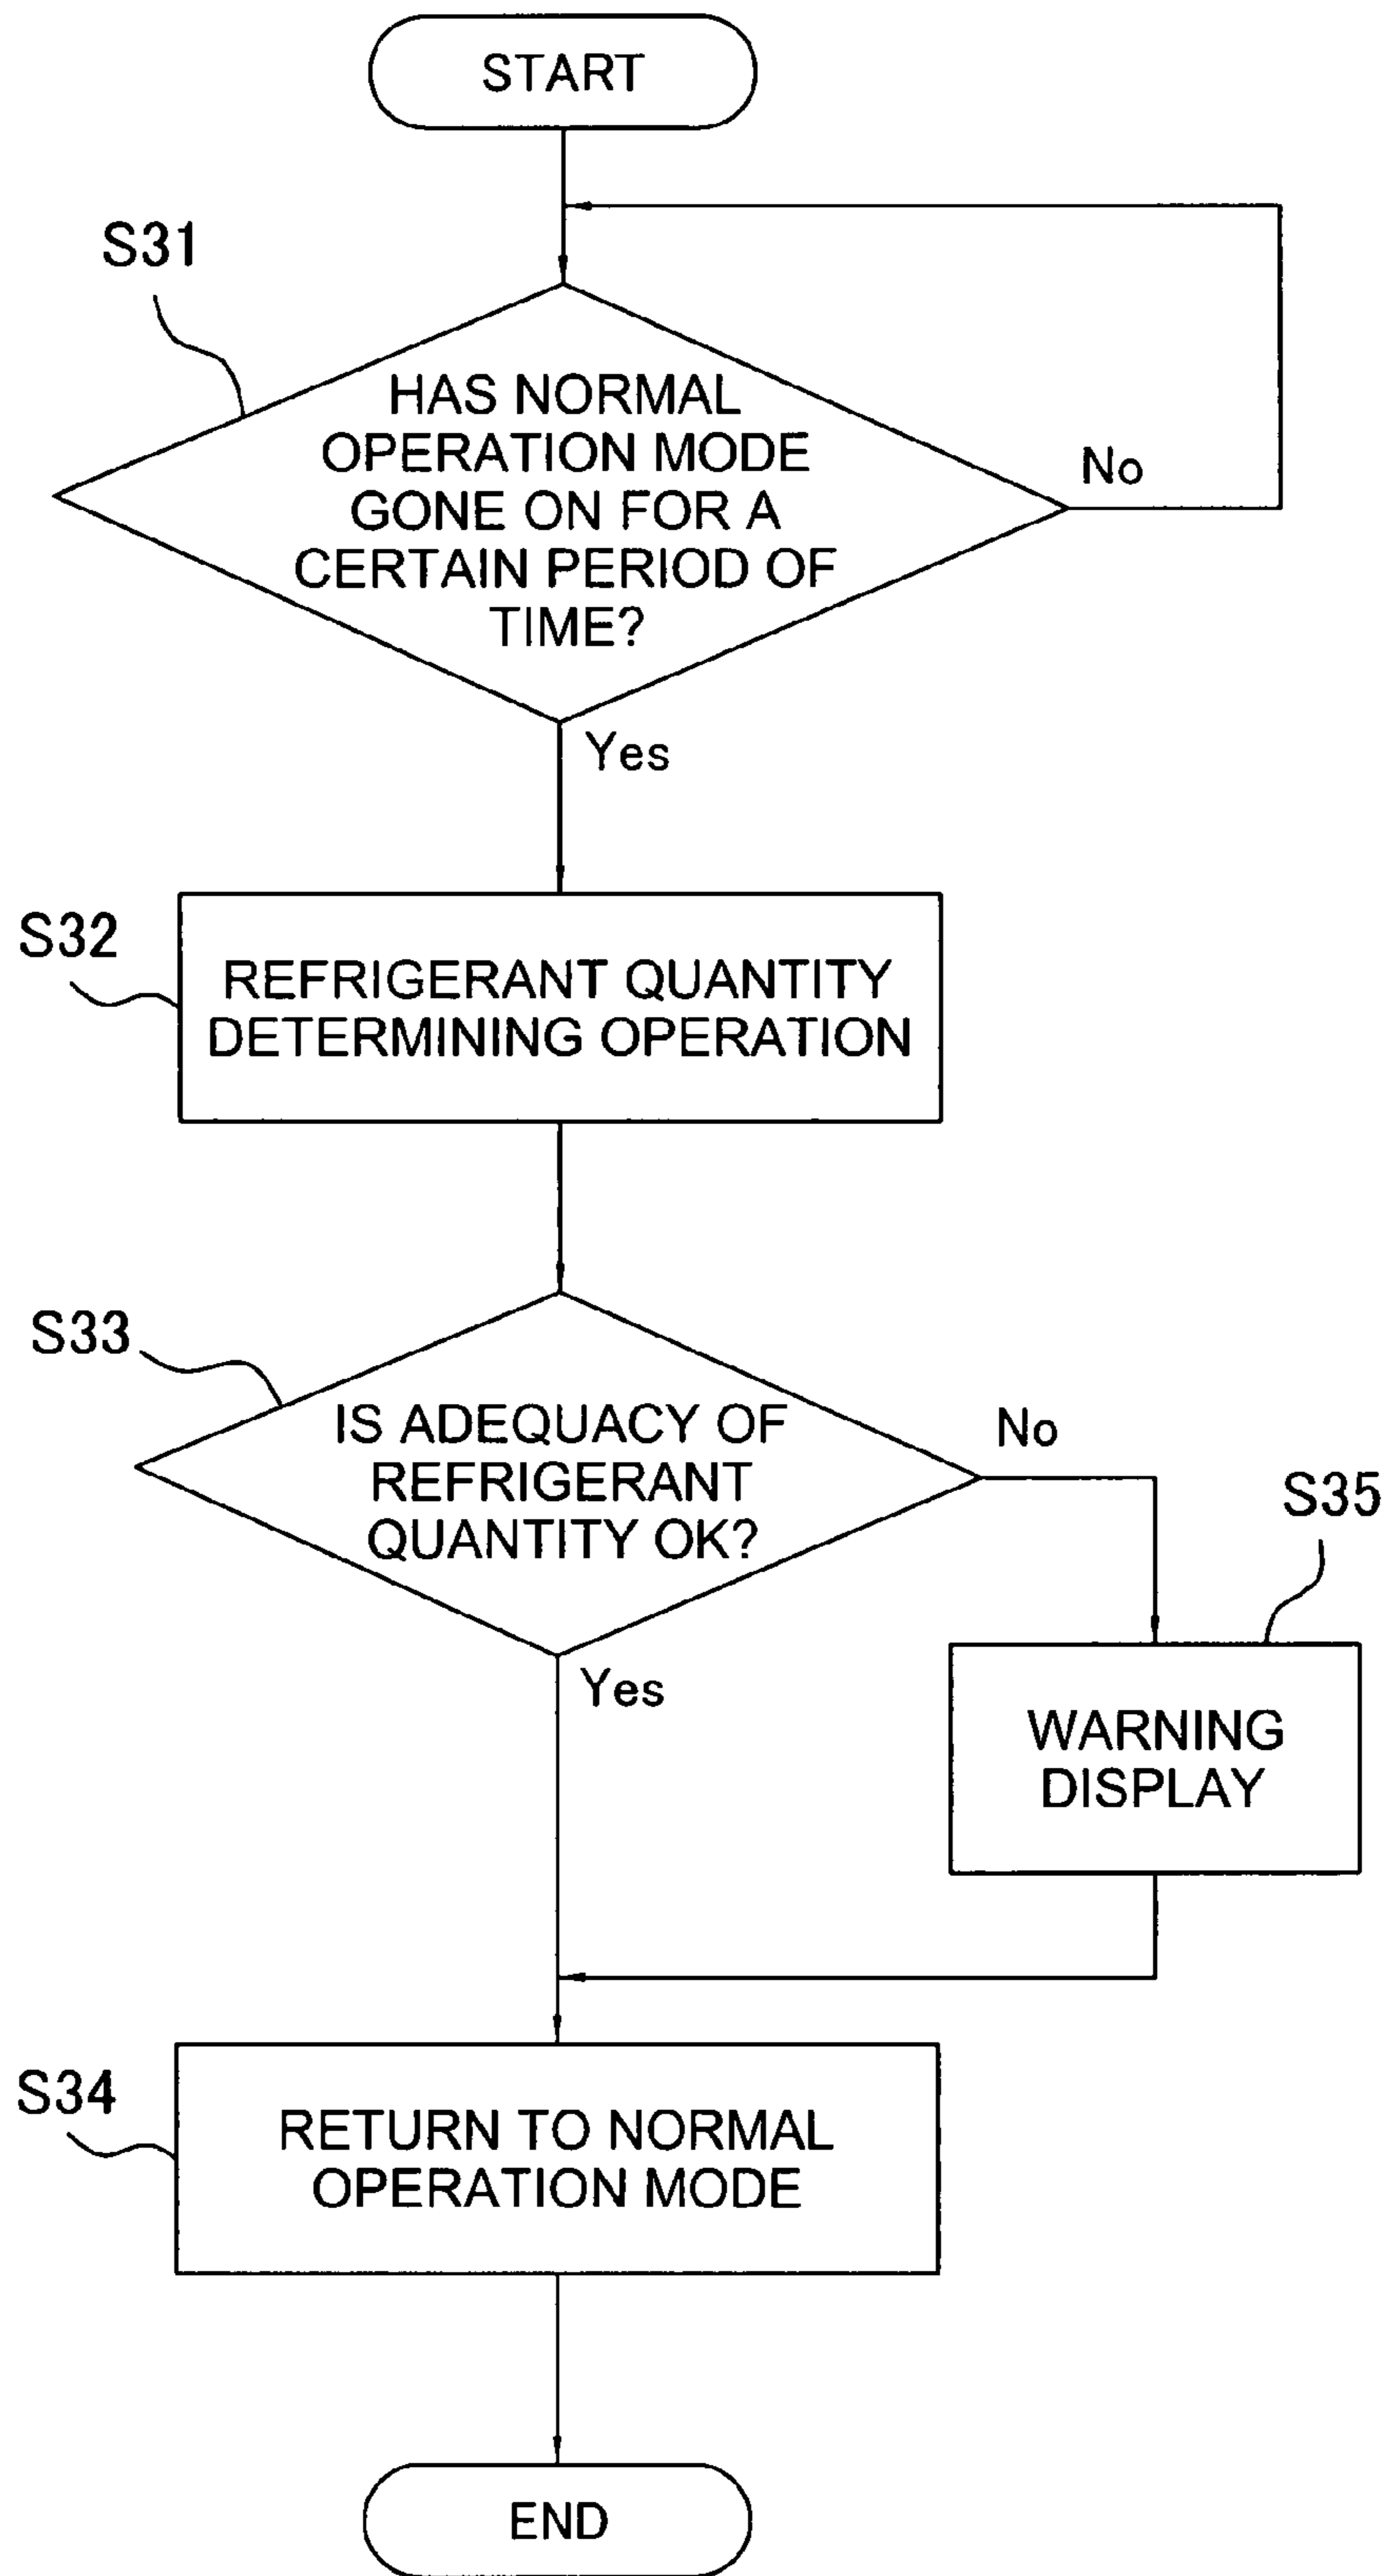 START
S31
HAS NORMAL
OPERATION MODE
GONE ON FOR A
CERTAIN PERIOD OF
TIME?
No
Yes
S32
REFRIGERANT QUANTITY
DETERMINING OPERATION
S33
IS ADEQUACY OF
REFRIGERANT
QUANTITY OK?
No
Yes
S35
WARNING
DISPLAY
S34
RETURN TO NORMAL
OPERATION MODE
END